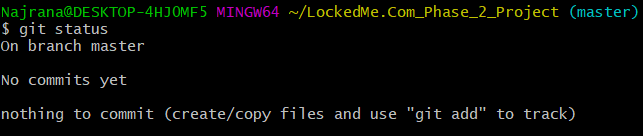 Najrana@DESKTOP-4HJOMF5 MINGW64 ~/LockedMe.Com_Phase_2_Project (master)
$ git status
On branch master
No commits yet
nothing to commit (create/copy files and use "git add" to track)